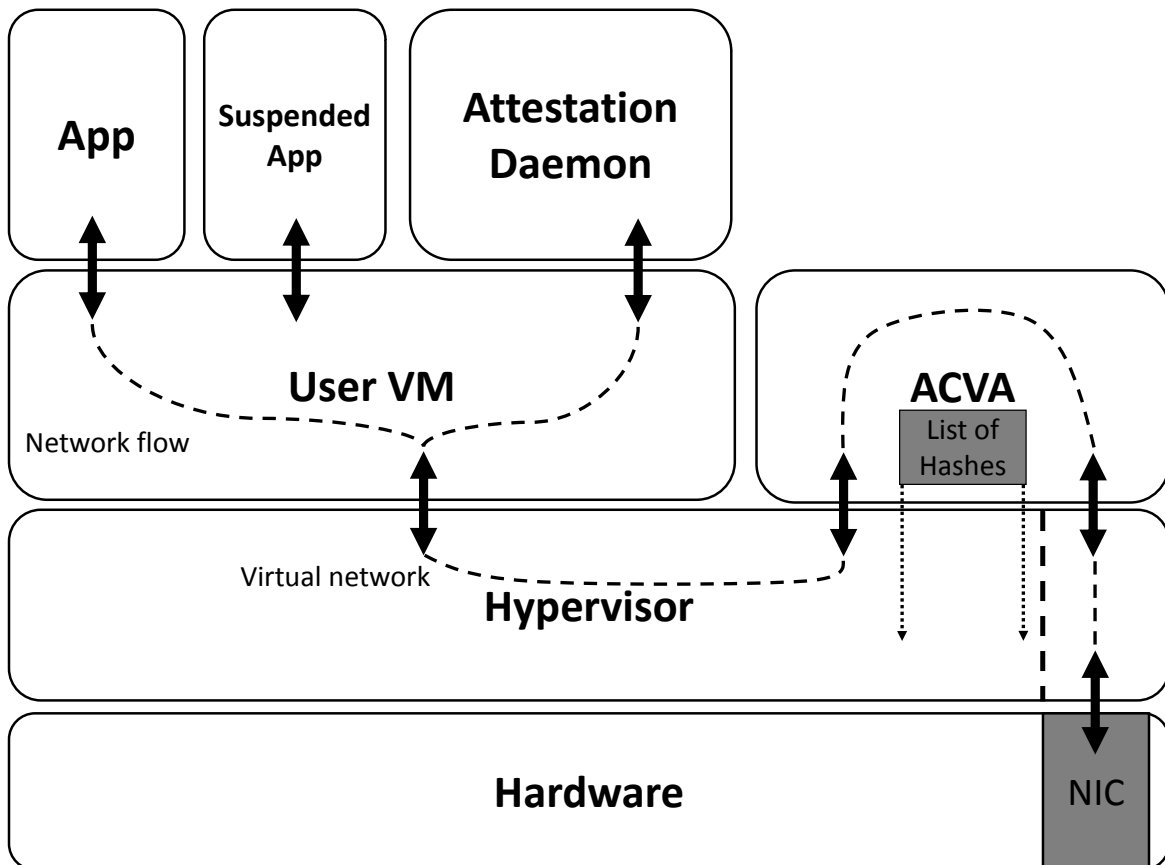 App
Suspended
App
Attestation
Daemon
User VM
Network flow
ACVA
List of
Hashes
Virtual network
Hypervisor
Hardware
NIC